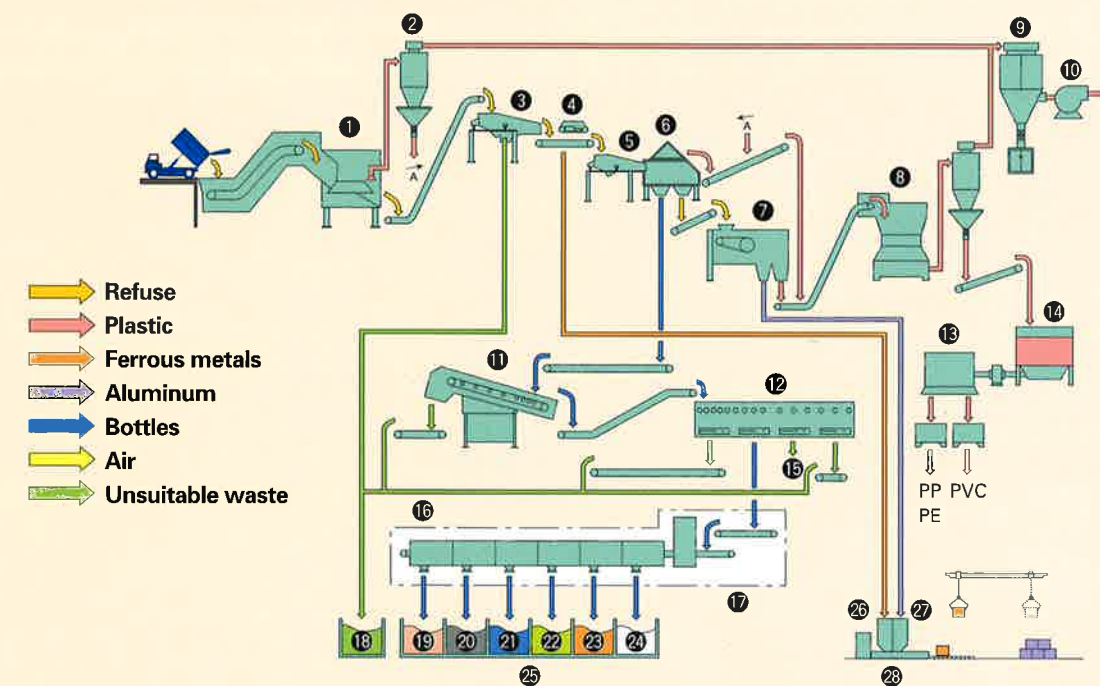 2
9
10
1
3
4
5
6
A
A
7
8
Refuse
Plastic
Ferrous metals
Aluminum
Bottles
Air
Unsuitable waste
11
12
13
14
15
PP PVC
PE
16
17
18
19
20
21
22
23
24
25
26
27
28